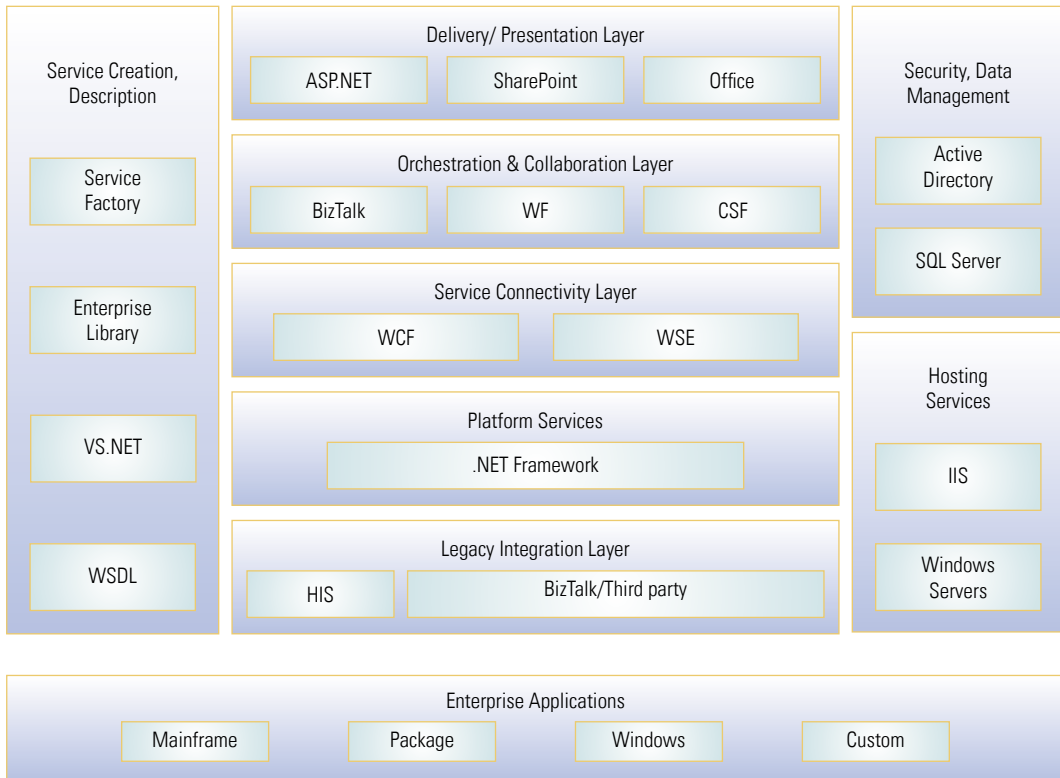 Service Creation,
Description
Service
Factory
Enterprise
Library
VS.NET
WSDL
Delivery/ Presentation Layer
ASP.NET
SharePoint
Office
Orchestration & Collaboration Layer
BizTalk
WF
CSF
Service Connectivity Layer
WCF
WSE
Platform Services
.NET Framework
Legacy Integration Layer
HIS
BizTalk/Third party
Security, Data
Management
Active
Directory
SQL Server
Hosting
Services
IIS
Windows
Servers
Enterprise Applications
Mainframe
Package
Windows
Custom